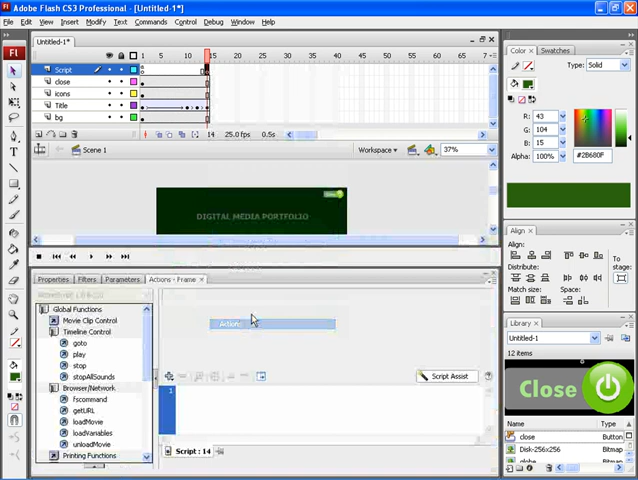 Adobe Flash CS3 Professional - [Untitled-1*]
File Edit View Insert Modify Text Commands Control Debug Window Help
Untitled-1*
1 5 10 15 20 25 30 35 40 45 50 55 60 65
Script
close
icons
Title
bg
14 25.0 fps 0.5s
Scene 1
Workspace
37%
DIGITAL MEDIA PORTFOLIO
Properties
Filters
Parameters
Actions - Frame ×
Global Functions
Movie Clip Control
Timeline Control
goto
play
stop
stopAllSounds
Browser/Network
fscommand
getURL
loadMovie
loadVariables
unloadMovie
Printing Functions
Script Assist
1
Script : 14
Color ×
Swatches
Type: Solid
R: 43
G: 104
B: 15
Alpha: 100%
#2B680F
Align ×
Align:
Distribute:
Match size:
Space:
To stage:
Library ×
Untitled-1
12 items
Close
Name
Type
close Button
Disk-256x256 Bitmap
globe Bitmap